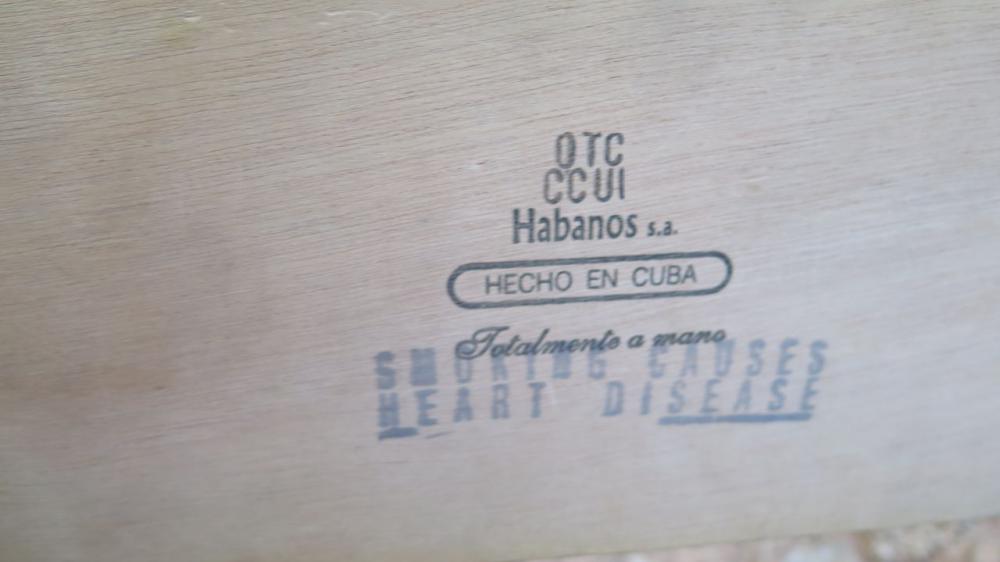 OTC
CCUI
Habanos s.a.
HECHO EN CUBA
Totalmente a mano
SMOKING CAUSES
HEART DISEASE